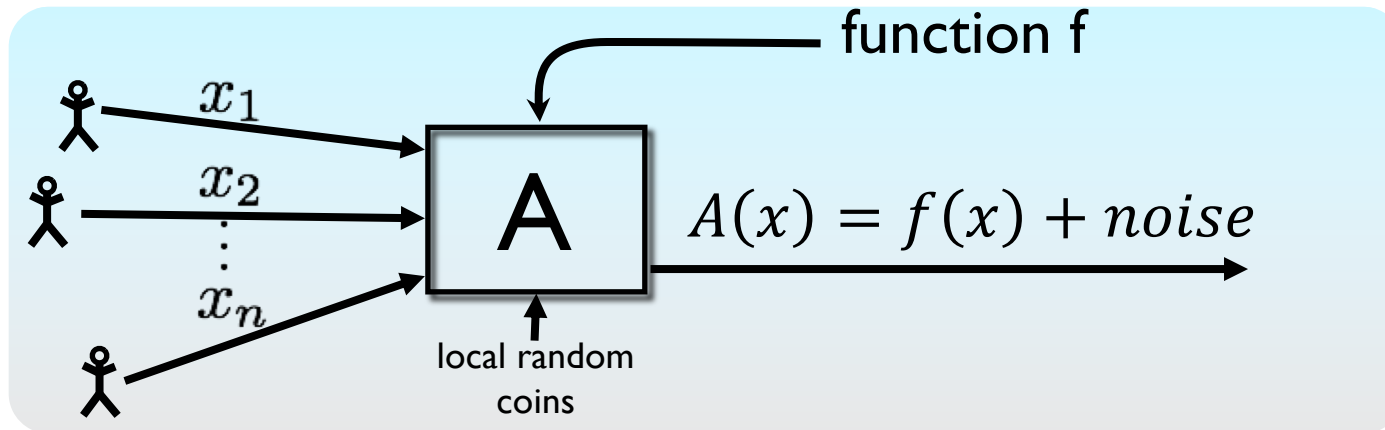 function f
x₁
x₂
⋮
xₙ
A
A(x) = f(x) + noise
local random
coins